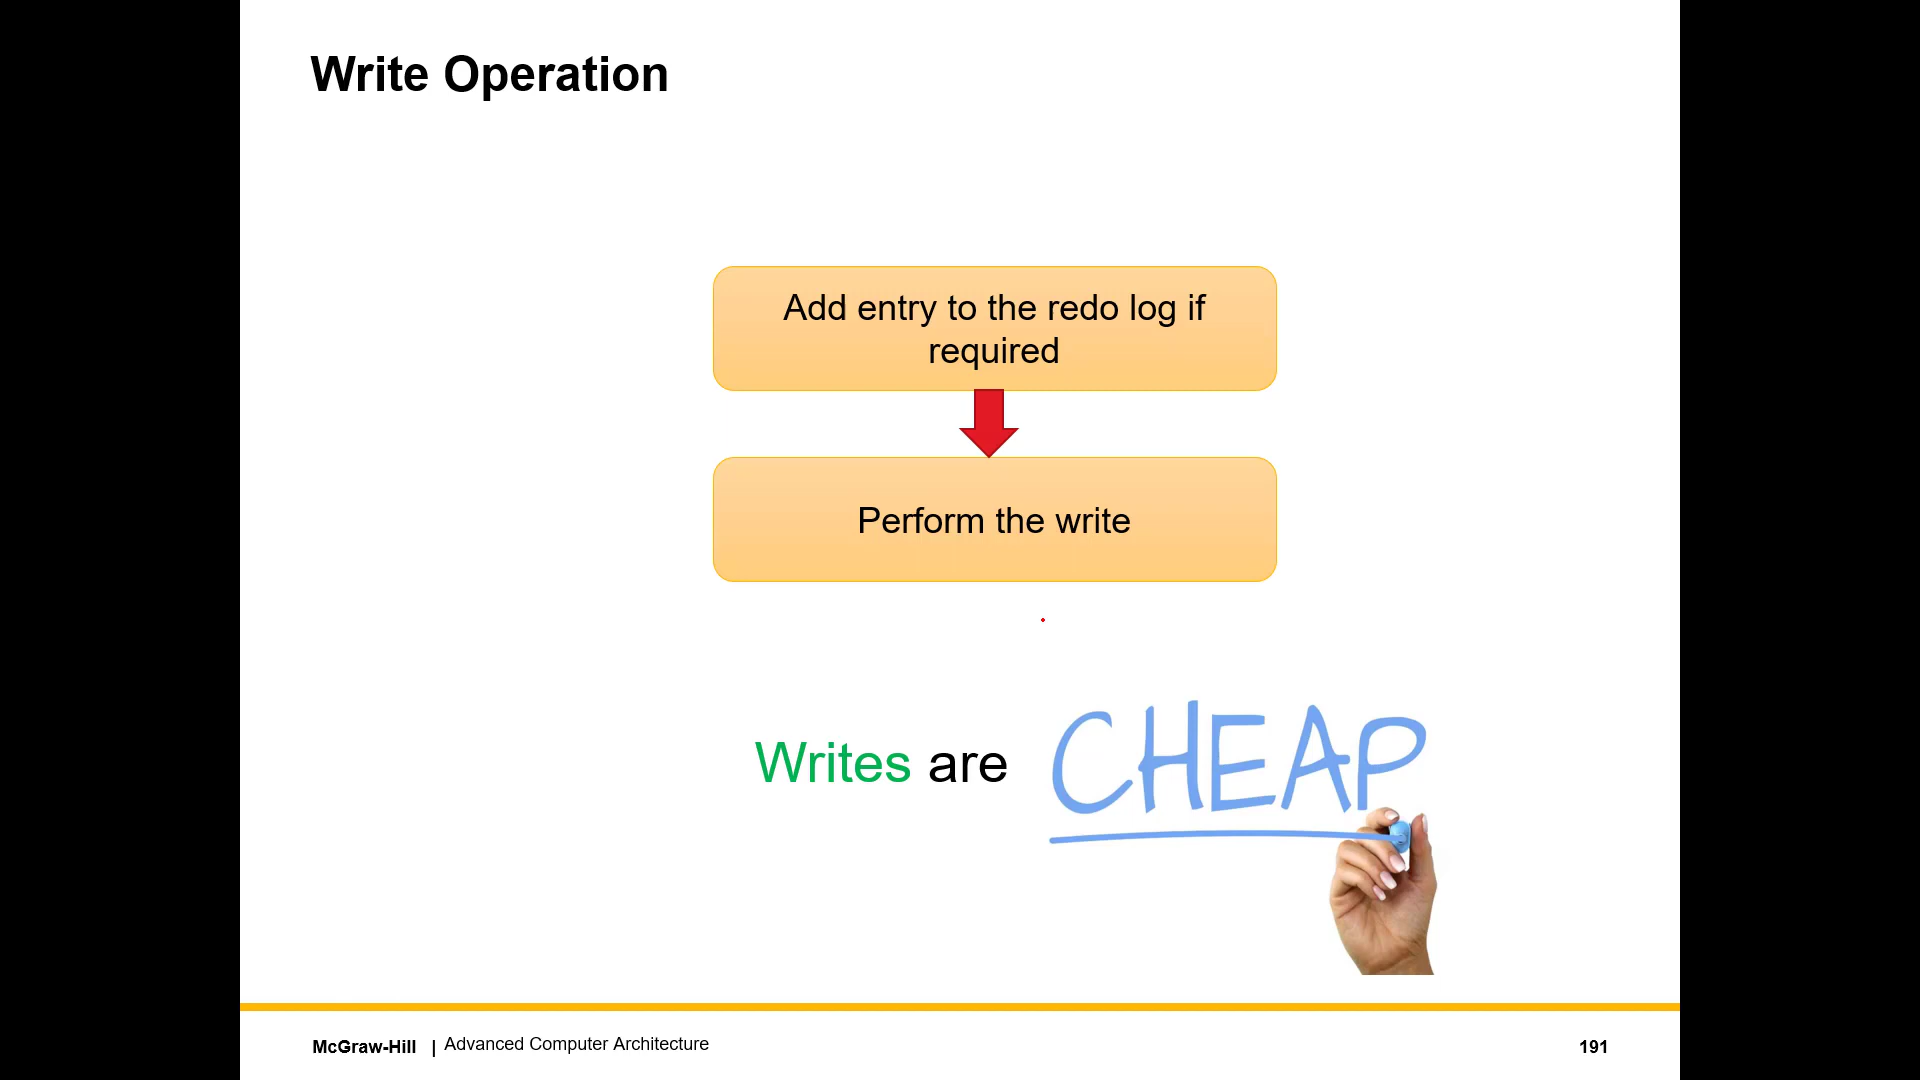 Write Operation
Add entry to the redo log if
required
Perform the write
Writes are CHEAP
McGraw-Hill | Advanced Computer Architecture
191